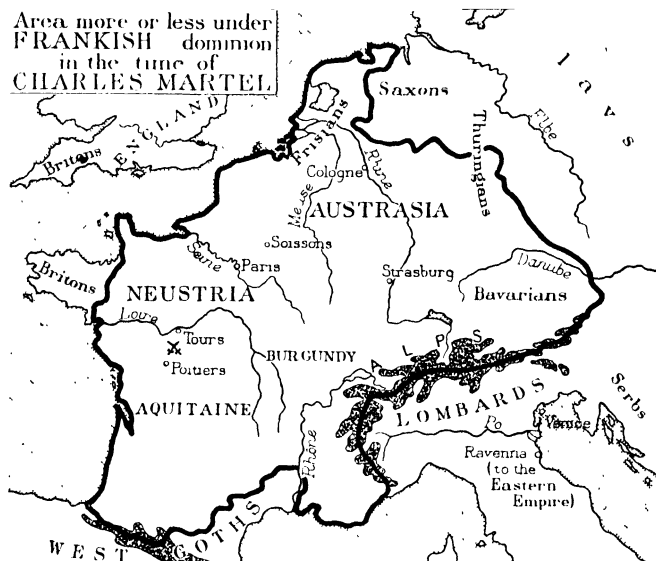 Area more or less under
FRANKISH dominion
in the time of
CHARLES MARTEL
lavs
Saxons
Elbe
ENGLAND
Britons
Frisians
Thuringians
Cologne
Rhine
Meuse
AUSTRASIA
Soissons
Seine
Paris
Strasburg
Danube
Britons
NEUSTRIA
Bavarians
Loire
Tours
Poitiers
BURGUNDY
ALPS
AQUITAINE
LOMBARDS
Serbs
Po
Venice
Rhône
Ravenna
(to the
Eastern
Empire)
WEST GOTHS